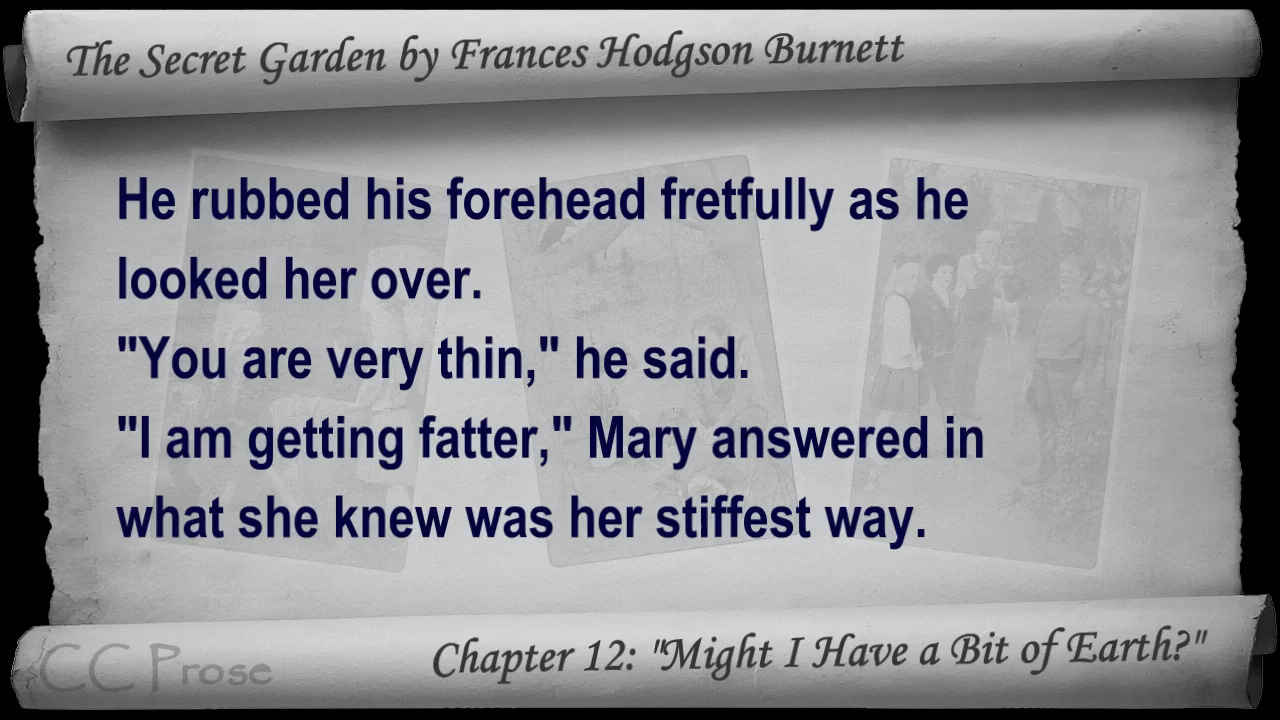 The Secret Garden by Frances Hodgson Burnett
He rubbed his forehead fretfully as he
looked her over.
"You are very thin," he said.
"I am getting fatter," Mary answered in
what she knew was her stiffest way.
CC Prose
Chapter 12: "Might I Have a Bit of Earth?"